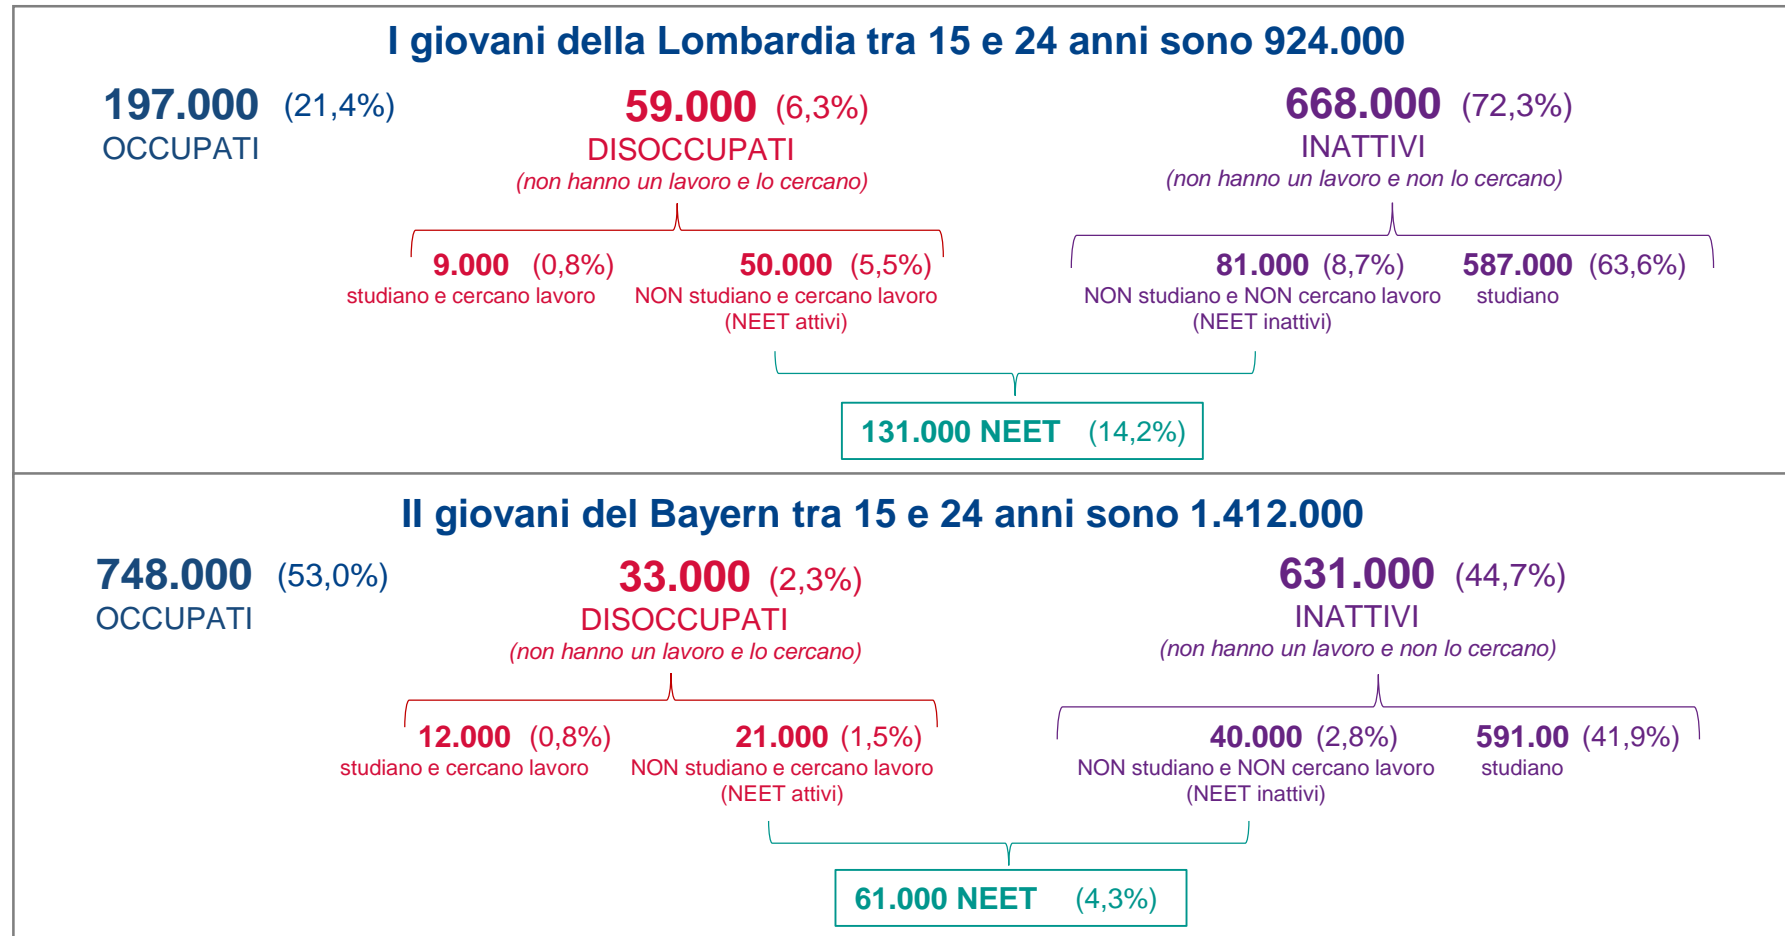 I giovani della Lombardia tra 15 e 24 anni sono 924.000
197.000 (21,4%)
OCCUPATI
59.000 (6,3%)
DISOCCUPATI
(non hanno un lavoro e lo cercano)
668.000 (72,3%)
INATTIVI
(non hanno un lavoro e non lo cercano)
9.000 (0,8%)
studiano e cercano lavoro
50.000 (5,5%)
NON studiano e cercano lavoro
(NEET attivi)
81.000 (8,7%)
NON studiano e NON cercano lavoro
(NEET inattivi)
587.000 (63,6%)
studiano
131.000 NEET (14,2%)
II giovani del Bayern tra 15 e 24 anni sono 1.412.000
748.000 (53,0%)
OCCUPATI
33.000 (2,3%)
DISOCCUPATI
(non hanno un lavoro e lo cercano)
631.000 (44,7%)
INATTIVI
(non hanno un lavoro e non lo cercano)
12.000 (0,8%)
studiano e cercano lavoro
21.000 (1,5%)
NON studiano e cercano lavoro
(NEET attivi)
40.000 (2,8%)
NON studiano e NON cercano lavoro
(NEET inattivi)
591.00 (41,9%)
studiano
61.000 NEET (4,3%)